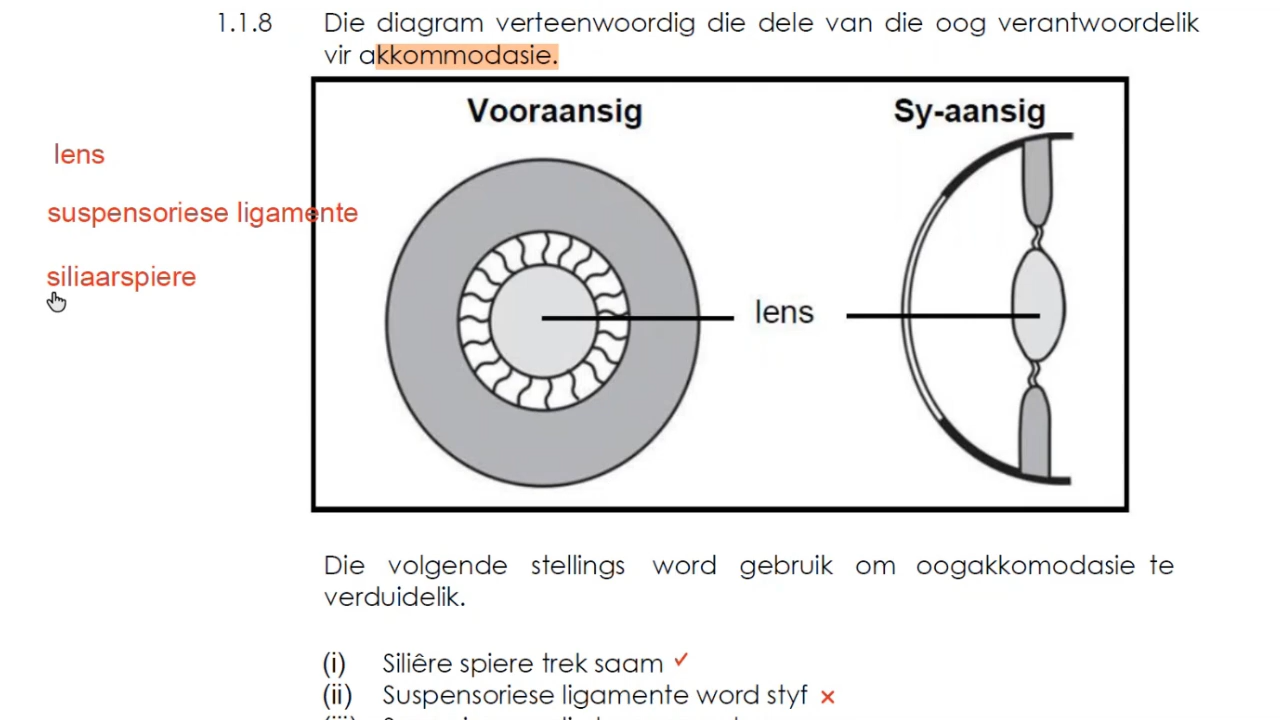 1.1.8 Die diagram verteenwoordig die dele van die oog verantwoordelik
vir akkommodasie.
Vooraansig
Sy-aansig
lens
suspensoriese ligamente
siliaarspiere
lens
Die volgende stellings word gebruik om oogakkomodasie te
verduidelik.
(i) Siliêre spiere trek saam ✓
(ii) Suspensoriese ligamente word styf ×